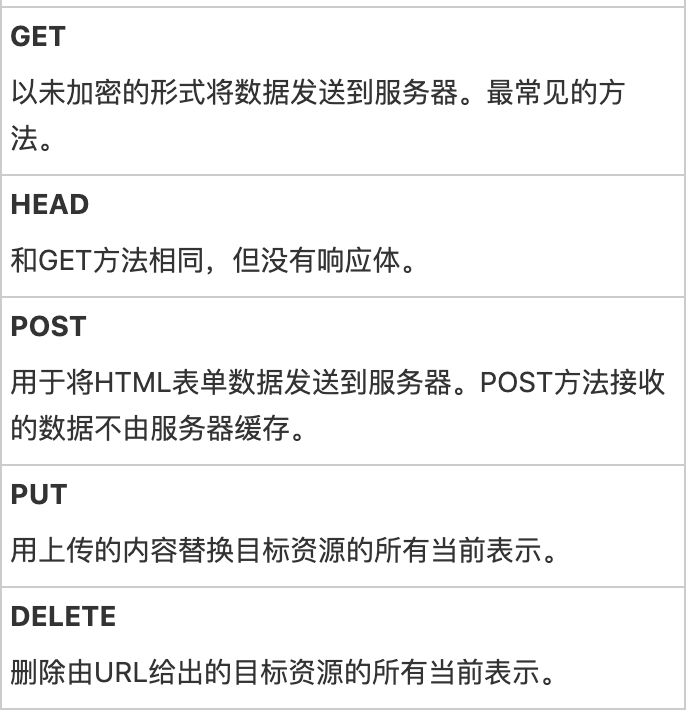 GET
以未加密的形式将数据发送到服务器。最常见的方
法。
HEAD
和GET方法相同，但没有响应体。
POST
用于将HTML表单数据发送到服务器。POST方法接收
的数据不由服务器缓存。
PUT
用上传的内容替换目标资源的所有当前表示。
DELETE
删除由URL给出的目标资源的所有当前表示。